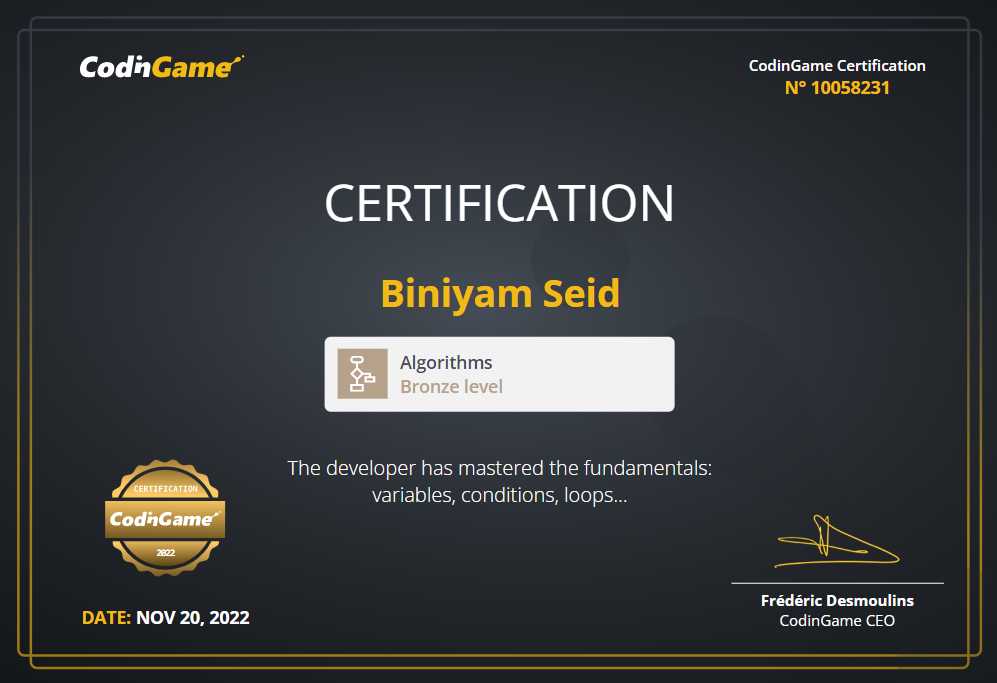 CodinGame
CodinGame Certification
N° 10058231
CERTIFICATION
Biniyam Seid
Algorithms
Bronze level
The developer has mastered the fundamentals:
variables, conditions, loops...
CERTIFICATION
CodinGame
2022
DATE: NOV 20, 2022
Frédéric Desmoulins
CodinGame CEO